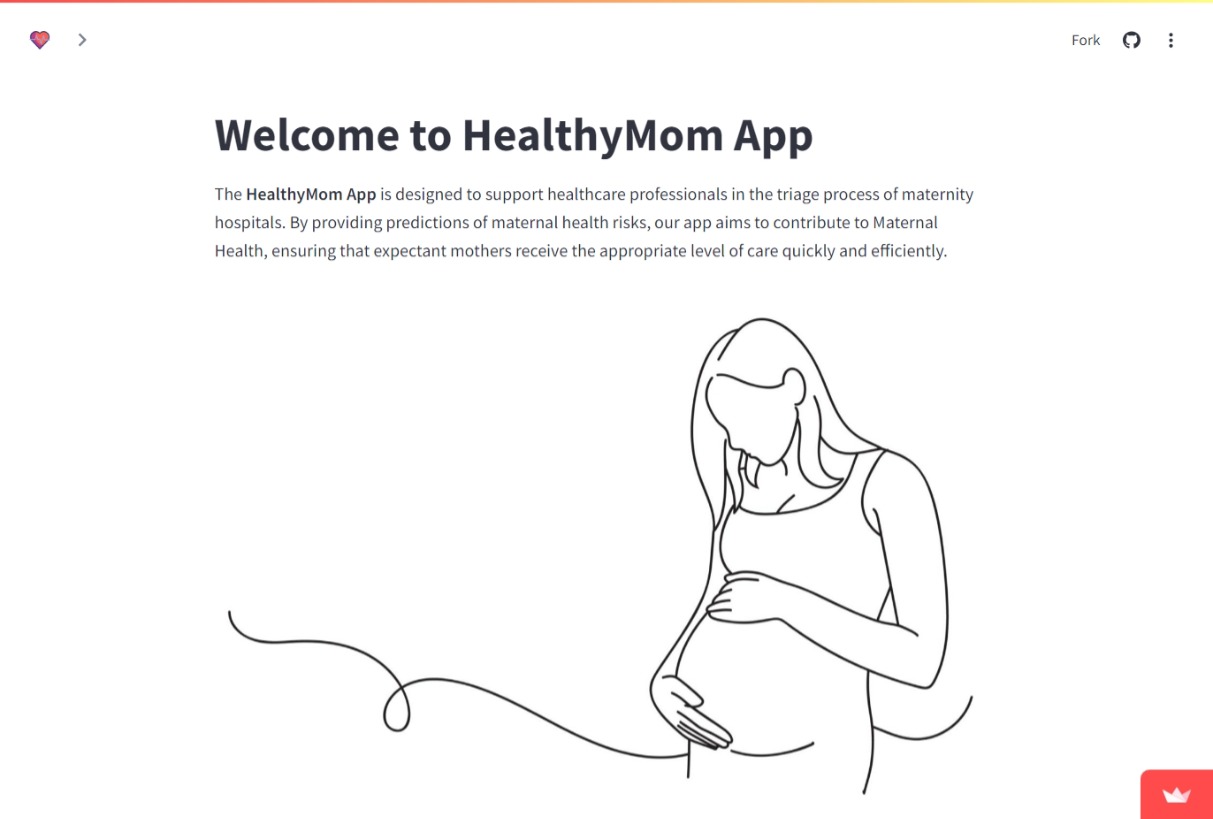 Fork
Welcome to HealthyMom App
The HealthyMom App is designed to support healthcare professionals in the triage process of maternity
hospitals. By providing predictions of maternal health risks, our app aims to contribute to Maternal
Health, ensuring that expectant mothers receive the appropriate level of care quickly and efficiently.